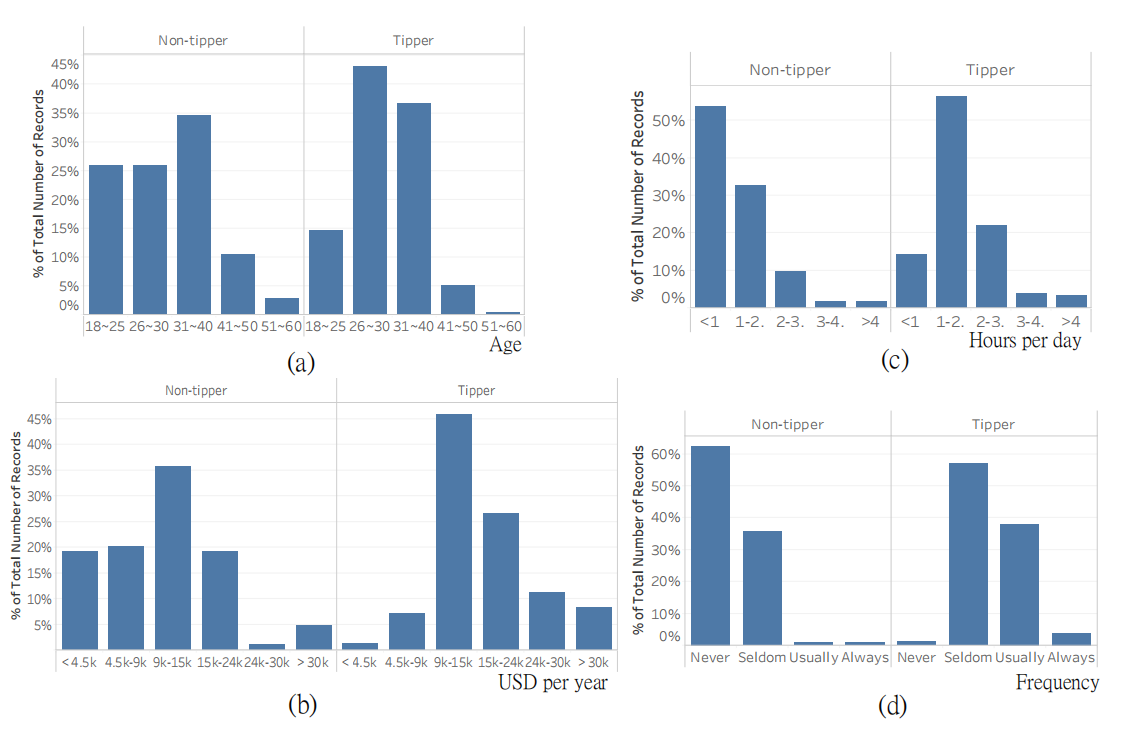 Non-tipper Tipper
% of Total Number of Records
45%
40%
35%
30%
25%
20%
15%
10%
5%
0%
18~25 26~30 31~40 41~50 51~60 18~25 26~30 31~40 41~50 51~60
Age
(a)
Non-tipper Tipper
% of Total Number of Records
50%
40%
30%
20%
10%
0%
<1 1-2. 2-3. 3-4. >4 <1 1-2. 2-3. 3-4. >4
Hours per day
(c)
Non-tipper Tipper
% of Total Number of Records
45%
40%
35%
30%
25%
20%
15%
10%
5%
< 4.5k 4.5k-9k 9k-15k 15k-24k 24k-30k > 30k < 4.5k 4.5k-9k 9k-15k 15k-24k 24k-30k > 30k
USD per year
(b)
Non-tipper Tipper
% of Total Number of Records
60%
50%
40%
30%
20%
10%
0%
Never Seldom Usually Always Never Seldom Usually Always
Frequency
(d)